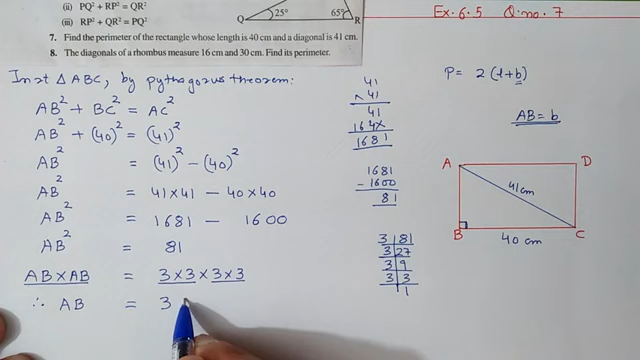 Ex. 6.5 Q. no. 7
(ii) PQ² + RP² = QR²
(iii) RP² + QR² = PQ²
Q 25° 65° R
7. Find the perimeter of the rectangle whose length is 40 cm and a diagonal is 41 cm.
8. The diagonals of a rhombus measure 16 cm and 30 cm. Find its perimeter.
In rt △ ABC, by pythagorus theorem:
AB² + BC² = AC²
AB² + (40)² = (41)²
AB² = (41)² − (40)²
AB² = 41×41 − 40×40
AB² = 1681 − 1600
AB² = 81
AB×AB = 3×3×3×3
∴ AB = 3
41
× 41
41
164×
1681
1681
− 1600
81
3 81
3 27
3 9
3 3
1
P = 2 (l+b)
AB = b
A D
41cm
B C
40 cm